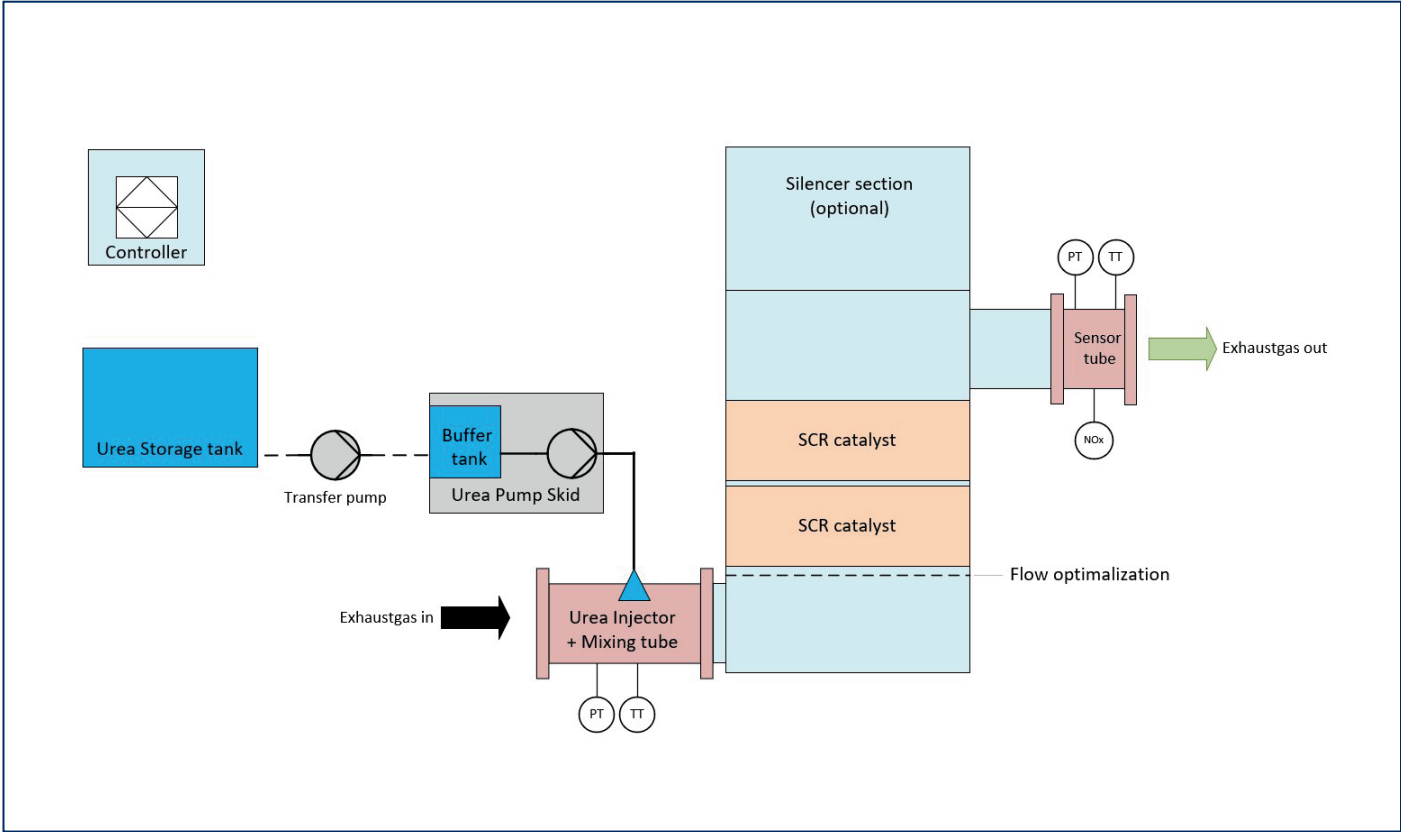 Silencer section
(optional)
Controller
PT
TT
Sensor
tube
Exhaustgas out
NOx
Urea Storage tank
Transfer pump
Buffer
tank
Urea Pump Skid
SCR catalyst
SCR catalyst
Flow optimalization
Exhaustgas in
Urea Injector
+ Mixing tube
PT
TT